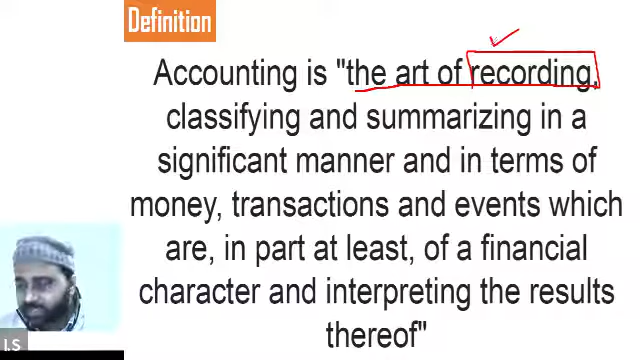 Definition
Accounting is "the art of recording,
classifying and summarizing in a
significant manner and in terms of
money, transactions and events which
are, in part at least, of a financial
character and interpreting the results
thereof"
I.S